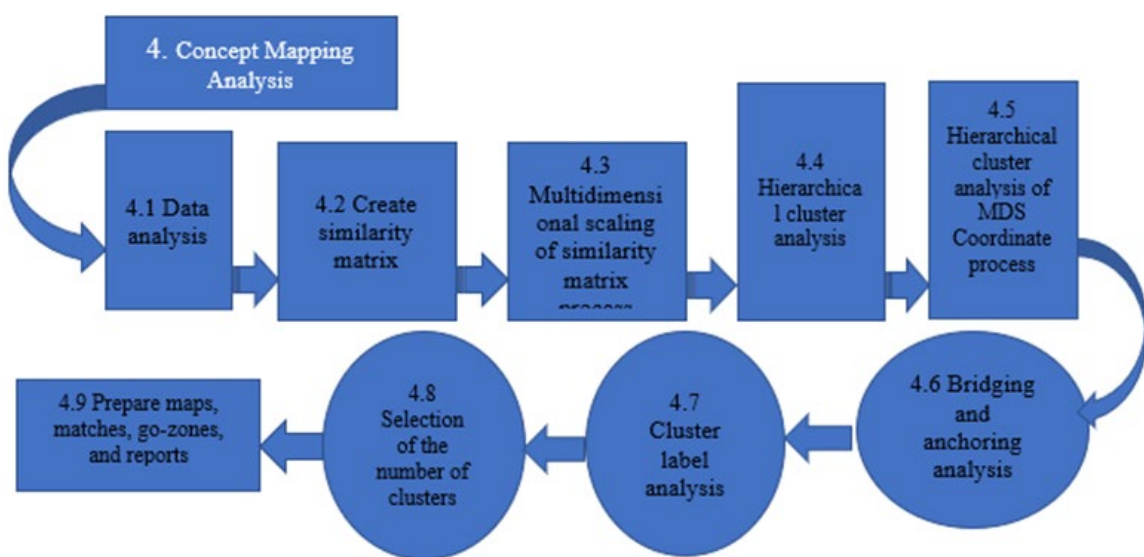 4. Concept Mapping
Analysis
4.1 Data
analysis
4.2 Create
similarity
matrix
4.3
Multidimensi
onal scaling
of similarity
matrix
process
4.4
Hierarchica
l cluster
analysis
4.5
Hierarchical
cluster
analysis of
MDS
Coordinate
process
4.6 Bridging
and
anchoring
analysis
4.7
Cluster
label
analysis
4.8
Selection
of the
number of
clusters
4.9 Prepare maps,
matches, go-zones,
and reports